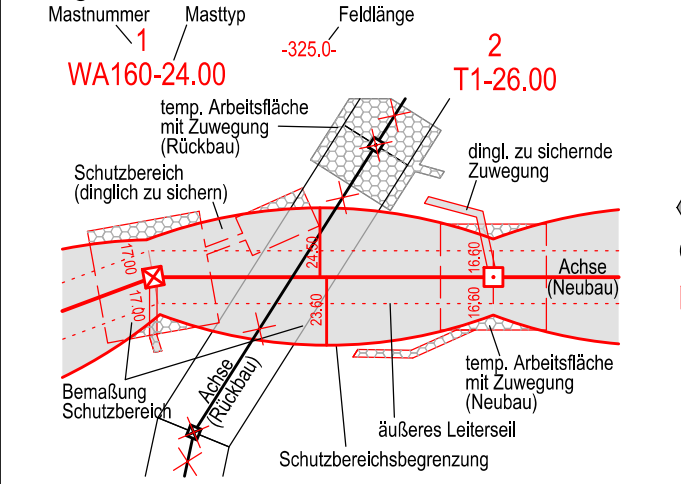 Mastnummer Masttyp Feldlänge
1
-325.0-
2
WA160-24.00
T1-26.00
temp. Arbeitsfläche
mit Zuwegung
(Rückbau)
dingl. zu sichernde
Zuwegung
Schutzbereich
(dinglich zu sichern)
17.00
24.50
16.60
Achse
(Neubau)
17.00
23.60
16.60
temp. Arbeitsfläche
mit Zuwegung
(Neubau)
Achse
(Rückbau)
Bemaßung
Schutzbereich
äußeres Leiterseil
Schutzbereichsbegrenzung